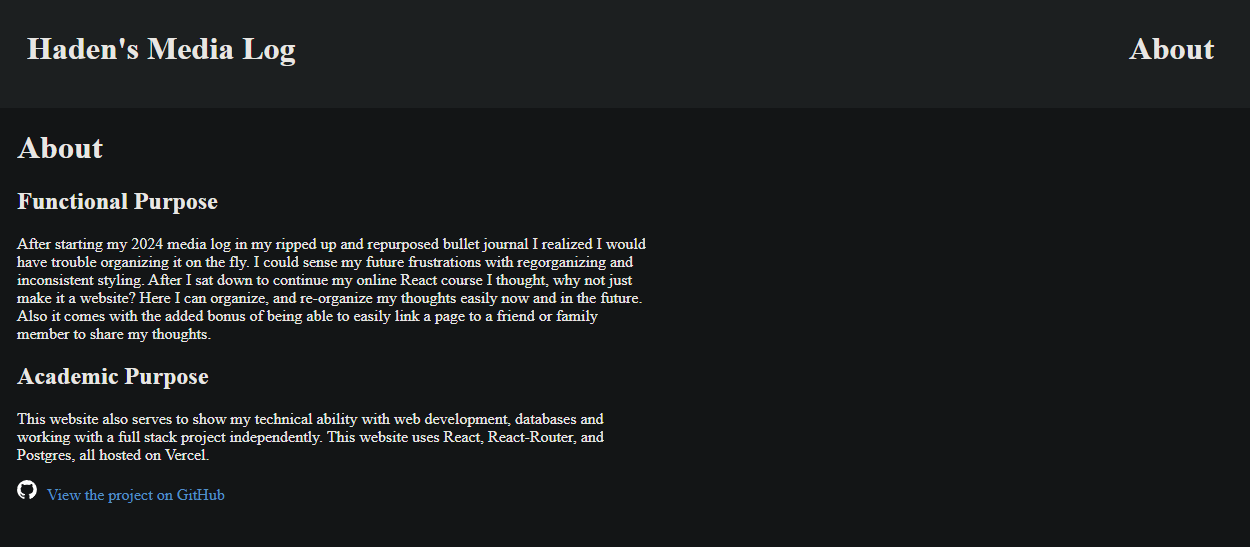 Haden's Media Log
About
About
Functional Purpose
After starting my 2024 media log in my ripped up and repurposed bullet journal I realized I would
have trouble organizing it on the fly. I could sense my future frustrations with regorganizing and
inconsistent styling. After I sat down to continue my online React course I thought, why not just
make it a website? Here I can organize, and re-organize my thoughts easily now and in the future.
Also it comes with the added bonus of being able to easily link a page to a friend or family
member to share my thoughts.
Academic Purpose
This website also serves to show my technical ability with web development, databases and
working with a full stack project independently. This website uses React, React-Router, and
Postgres, all hosted on Vercel.
View the project on GitHub